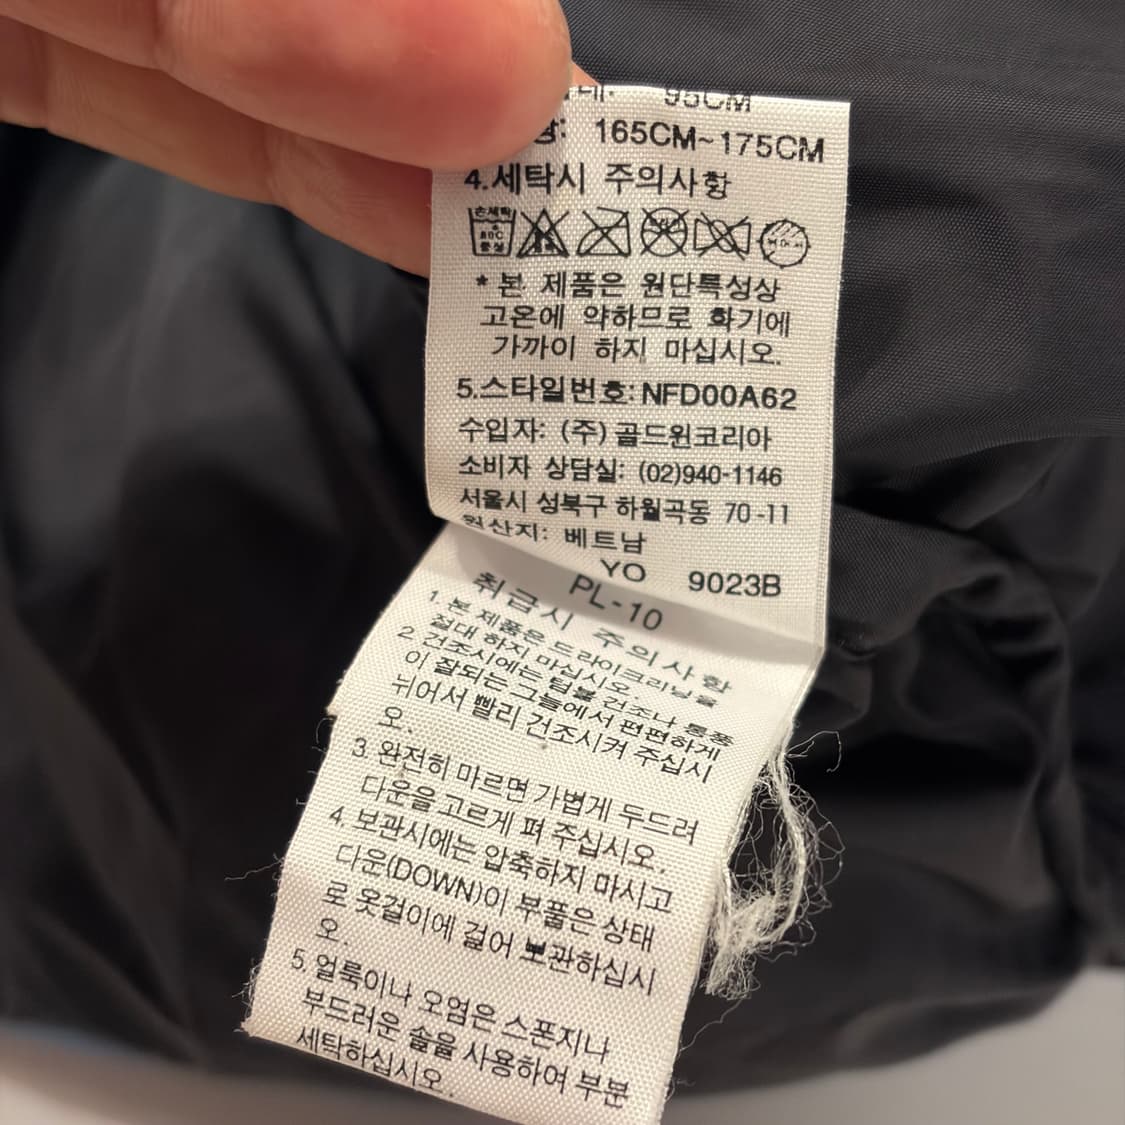 95CM
165CM~175CM
4.세탁시 주의사항
손세탁
중성
* 본 제품은 원단특성상
고온에 약하므로 화기에
가까이 하지 마십시오.
5.스타일번호: NFD00A62
수입자: (주) 골드윈코리아
소비자 상담실: (02)940-1146
서울시 성북구 하월곡동 70-11
원산지: 베트남
YO 9023B
PL-10
취급시 주의사항
1. 본 제품은 드라이크리닝을
절대 하지 마십시오.
2. 건조시에는 텀블 건조나 통풍
이 잘되는 그늘에서 편편하게
뉘어서 빨리 건조시켜 주십시
오.
3. 완전히 마르면 가볍게 두드려
다운을 고르게 펴 주십시오.
4. 보관시에는 압축하지 마시고
다운(DOWN)이 부풀은 상태
로 옷걸이에 걸어 보관하십시
오.
5. 얼룩이나 오염은 스폰지나
부드러운 솔을 사용하여 부분
세탁하십시오.